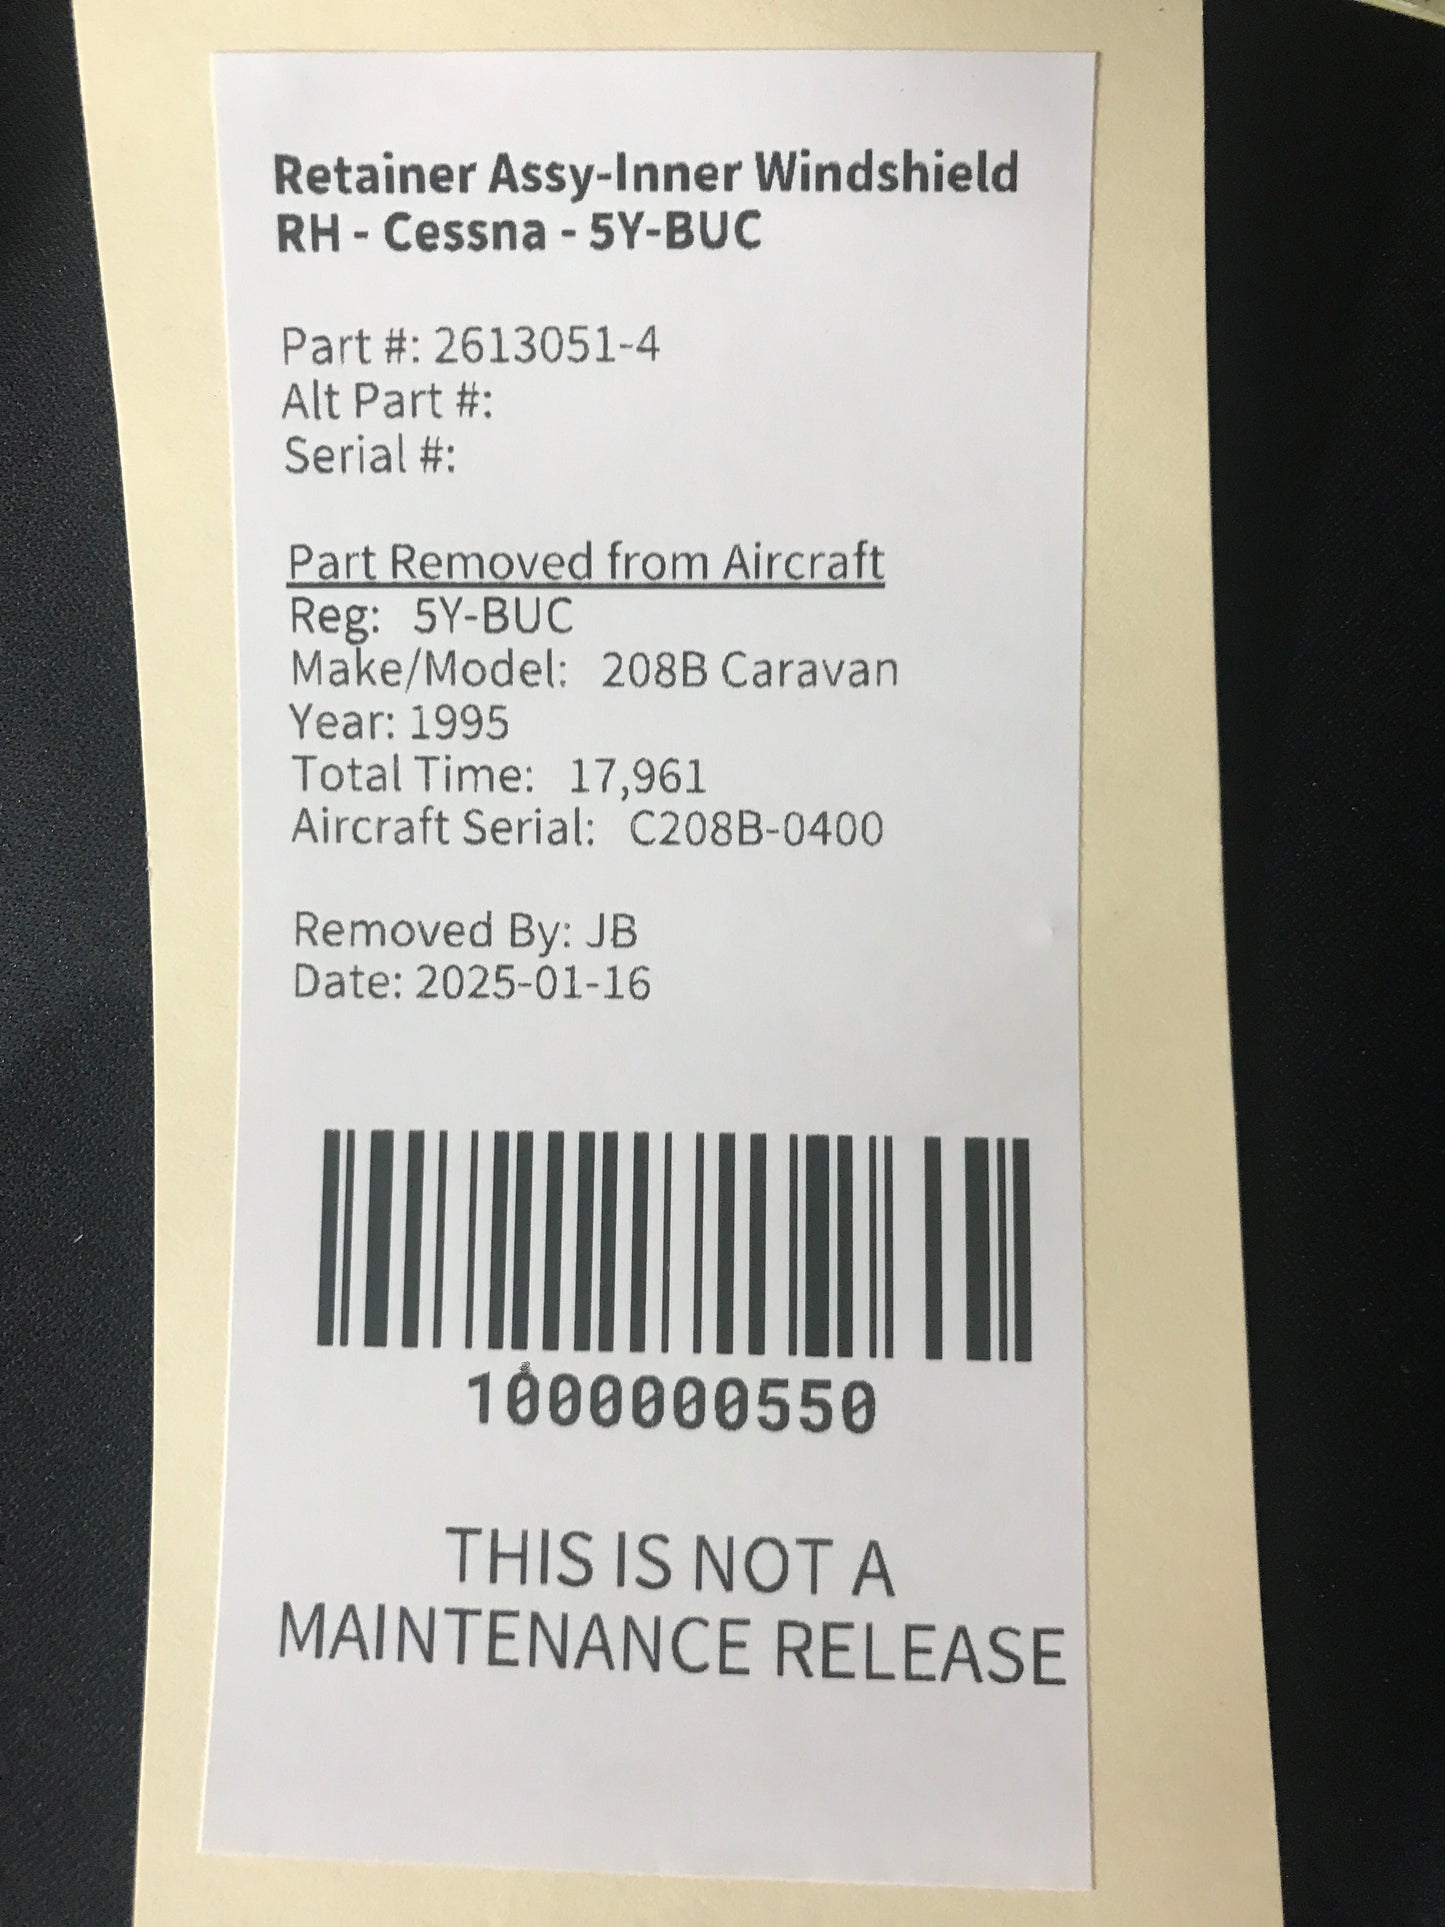 Retainer Assy-Inner Windshield
RH - Cessna - 5Y-BUC
Part #: 2613051-4
Alt Part #:
Serial #:
Part Removed from Aircraft
Reg: 5Y-BUC
Make/Model: 208B Caravan
Year: 1995
Total Time: 17,961
Aircraft Serial: C208B-0400
Removed By: JB
Date: 2025-01-16
1000000550
THIS IS NOT A
MAINTENANCE RELEASE